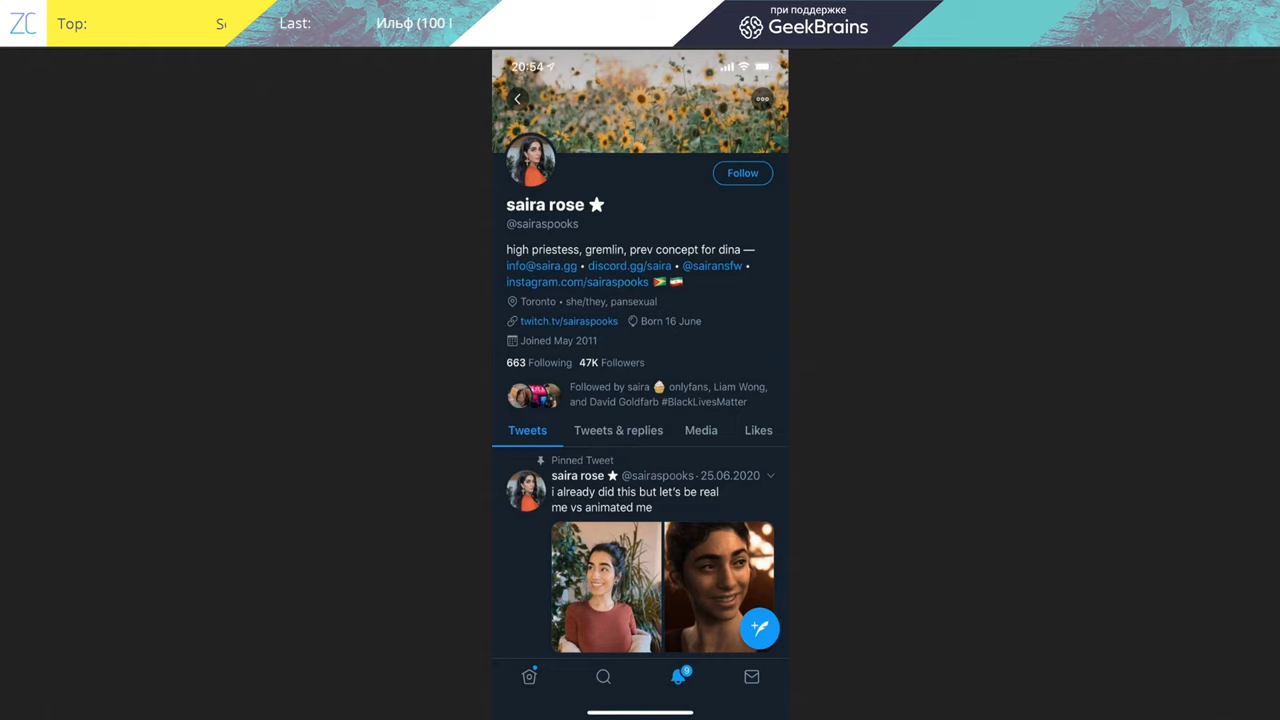 ZC
Top:
Last:
Ильф (100
при поддержке
GeekBrains
20:54
saira rose ★
Follow
@sairaspooks
high priestess, gremlin, prev concept for dina —
info@saira.gg • discord.gg/saira • @sairansfw •
instagram.com/sairaspooks 🇬🇾 🇮🇷
Toronto • she/they, pansexual
twitch.tv/sairaspooks Born 16 June
Joined May 2011
663 Following 47K Followers
Followed by saira 🧁 onlyfans, Liam Wong,
and David Goldfarb #BlackLivesMatter
Tweets Tweets & replies Media Likes
Pinned Tweet
saira rose ★ @sairaspooks · 25.06.2020
i already did this but let's be real
me vs animated me
9